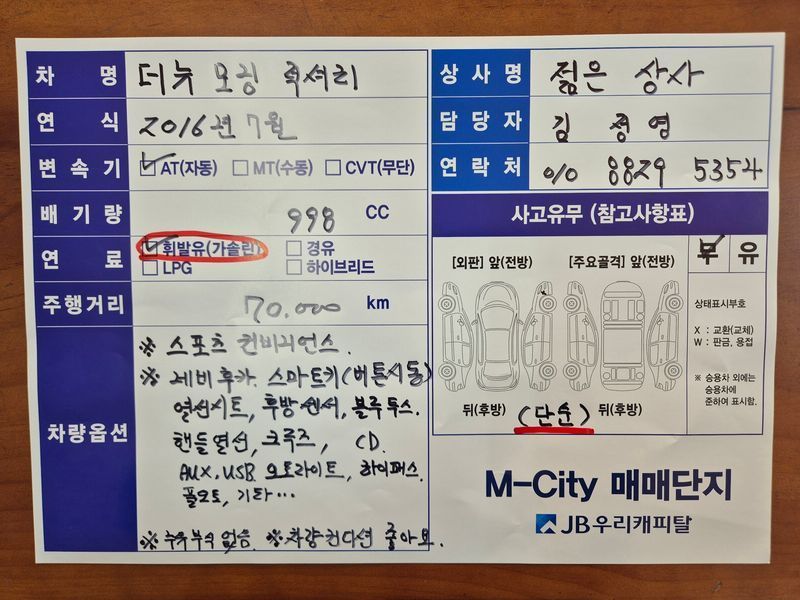 차 명 더뉴 모닝 럭셔리
연 식 2016년 7월
변 속 기 AT(자동) MT(수동) CVT(무단)
배 기 량 998 CC
연 료 휘발유(가솔린) 경유
LPG 하이브리드
주행거리 70.000 km
차량옵션
※ 스포츠 컨비니언스.
※ 네비 후카. 스마트키(버튼시동)
열선시트, 후방센서, 블루투스.
핸들열선, 크루즈, CD.
AUX. USB 오토라이트, 하이패스.
풀오토, 기타...
※ 누유 부식 없음. ※ 차량컨디션 좋아요.
상 사 명 젊은 상사
담 당 자 김 정 영
연 락 처 010 8829 5354
사고유무 (참고사항표)
[외판] 앞(전방) [주요골격] 앞(전방)
무 유
상태표시부호
X : 교환(교체)
W : 판금, 용접
※ 승용차 외에는
승용차에
준하여 표시함.
뒤(후방) (단순) 뒤(후방)
M-City 매매단지
JB우리캐피탈